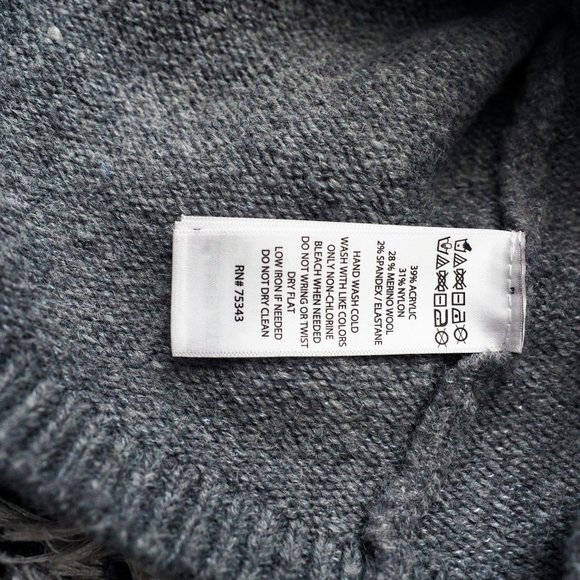 39% ACRYLIC
31% NYLON
28% MERINO WOOL
2% SPANDEX / ELASTANE
HAND WASH COLD
WASH WITH LIKE COLORS
ONLY NON-CHLORINE
BLEACH WHEN NEEDED
DO NOT WRING OR TWIST
DRY FLAT
LOW IRON IF NEEDED
DO NOT DRY CLEAN
RN# 75343